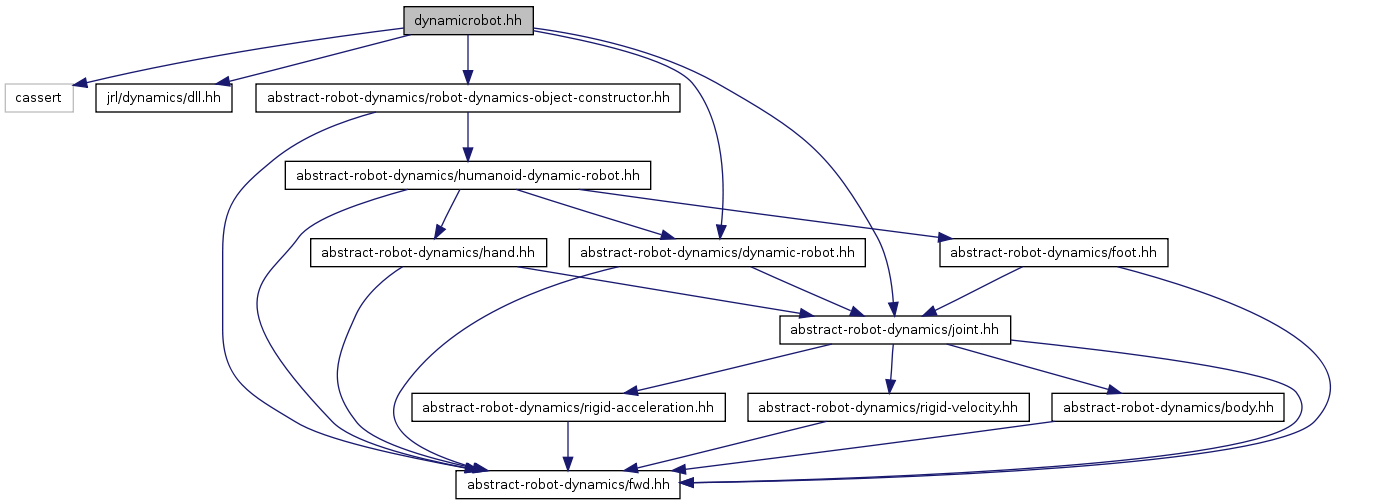 dynamicrobot.hh
cassert
jrl/dynamics/dll.hh
abstract-robot-dynamics/robot-dynamics-object-constructor.hh
abstract-robot-dynamics/humanoid-dynamic-robot.hh
abstract-robot-dynamics/hand.hh
abstract-robot-dynamics/dynamic-robot.hh
abstract-robot-dynamics/foot.hh
abstract-robot-dynamics/joint.hh
abstract-robot-dynamics/rigid-acceleration.hh
abstract-robot-dynamics/rigid-velocity.hh
abstract-robot-dynamics/body.hh
abstract-robot-dynamics/fwd.hh